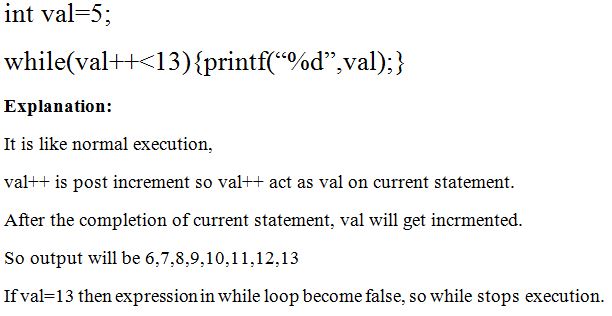 int val=5;
while(val++<13){printf(“%d”,val);}
Explanation:
It is like normal execution,
val++ is post increment so val++ act as val on current statement.
After the completion of current statement, val will get incrmented.
So output will be 6,7,8,9,10,11,12,13
If val=13 then expression in while loop become false, so while stops execution.